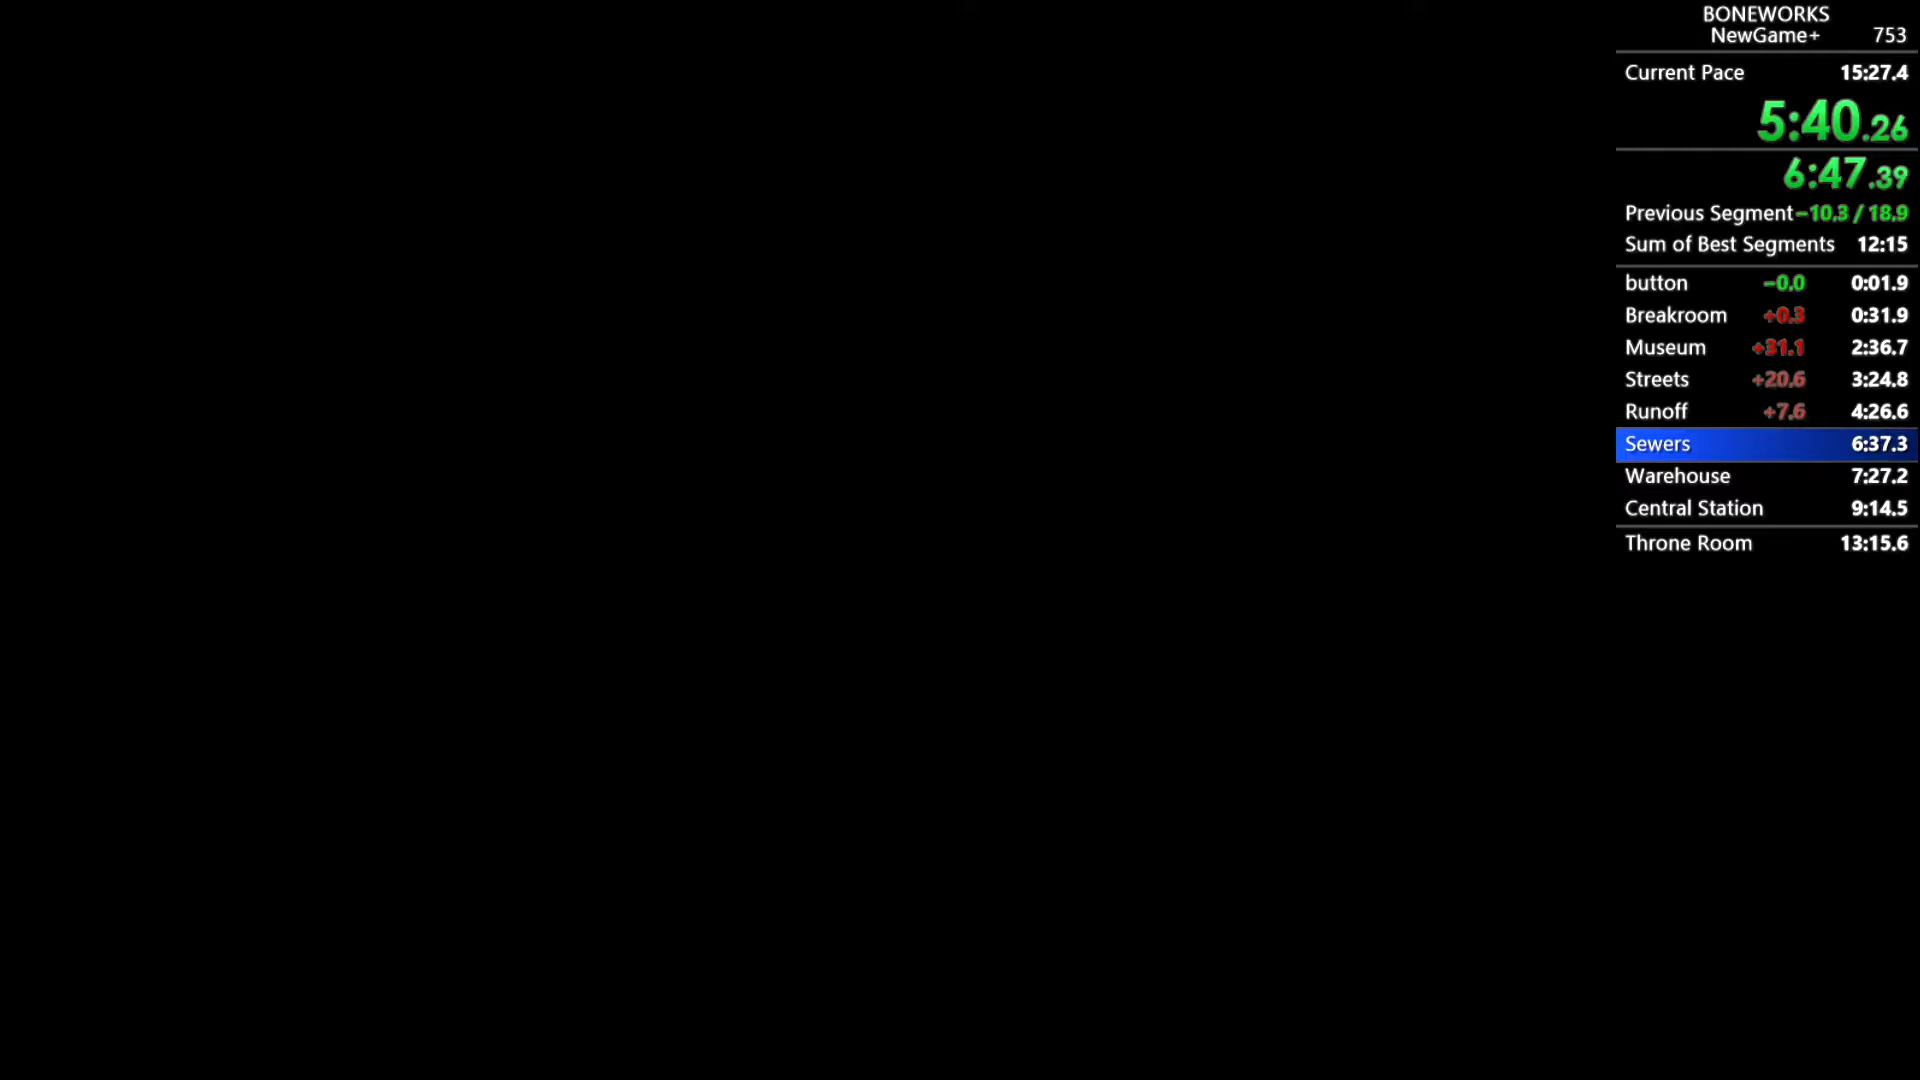 BONEWORKS
NewGame+ 753
Current Pace 15:27.4
5:40.26
6:47.39
Previous Segment −10.3 / 18.9
Sum of Best Segments 12:15
button −0.0 0:01.9
Breakroom +0.3 0:31.9
Museum +31.1 2:36.7
Streets +20.6 3:24.8
Runoff +7.6 4:26.6
Sewers 6:37.3
Warehouse 7:27.2
Central Station 9:14.5
Throne Room 13:15.6